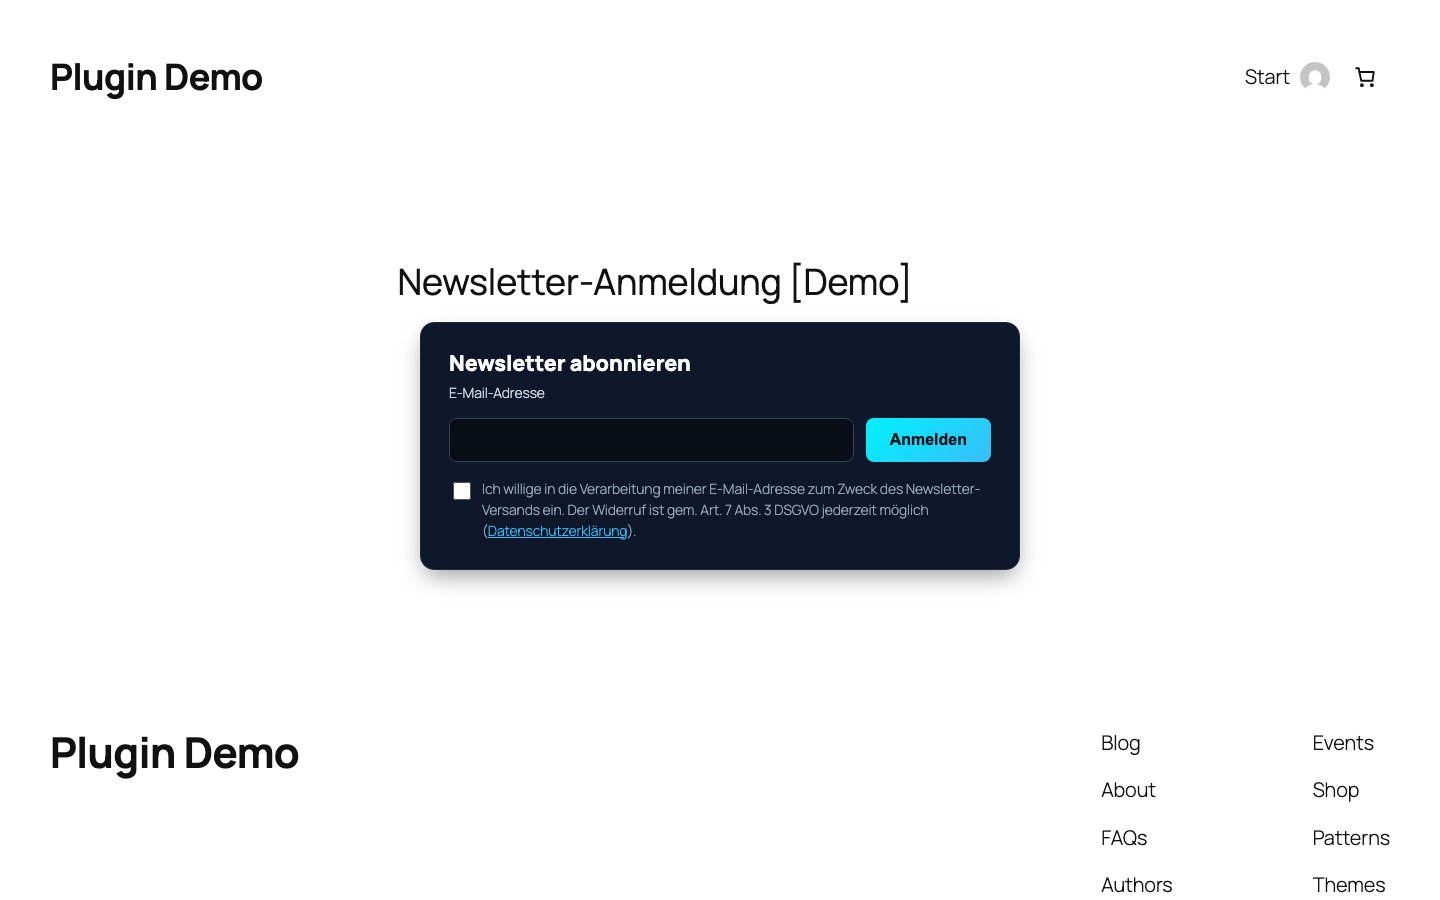 Plugin Demo
Start
Newsletter-Anmeldung [Demo]
Newsletter abonnieren
E-Mail-Adresse
Anmelden
Ich willige in die Verarbeitung meiner E-Mail-Adresse zum Zweck des Newsletter-
Versands ein. Der Widerruf ist gem. Art. 7 Abs. 3 DSGVO jederzeit möglich
(Datenschutzerklärung).
Plugin Demo
Blog
About
FAQs
Authors
Events
Shop
Patterns
Themes